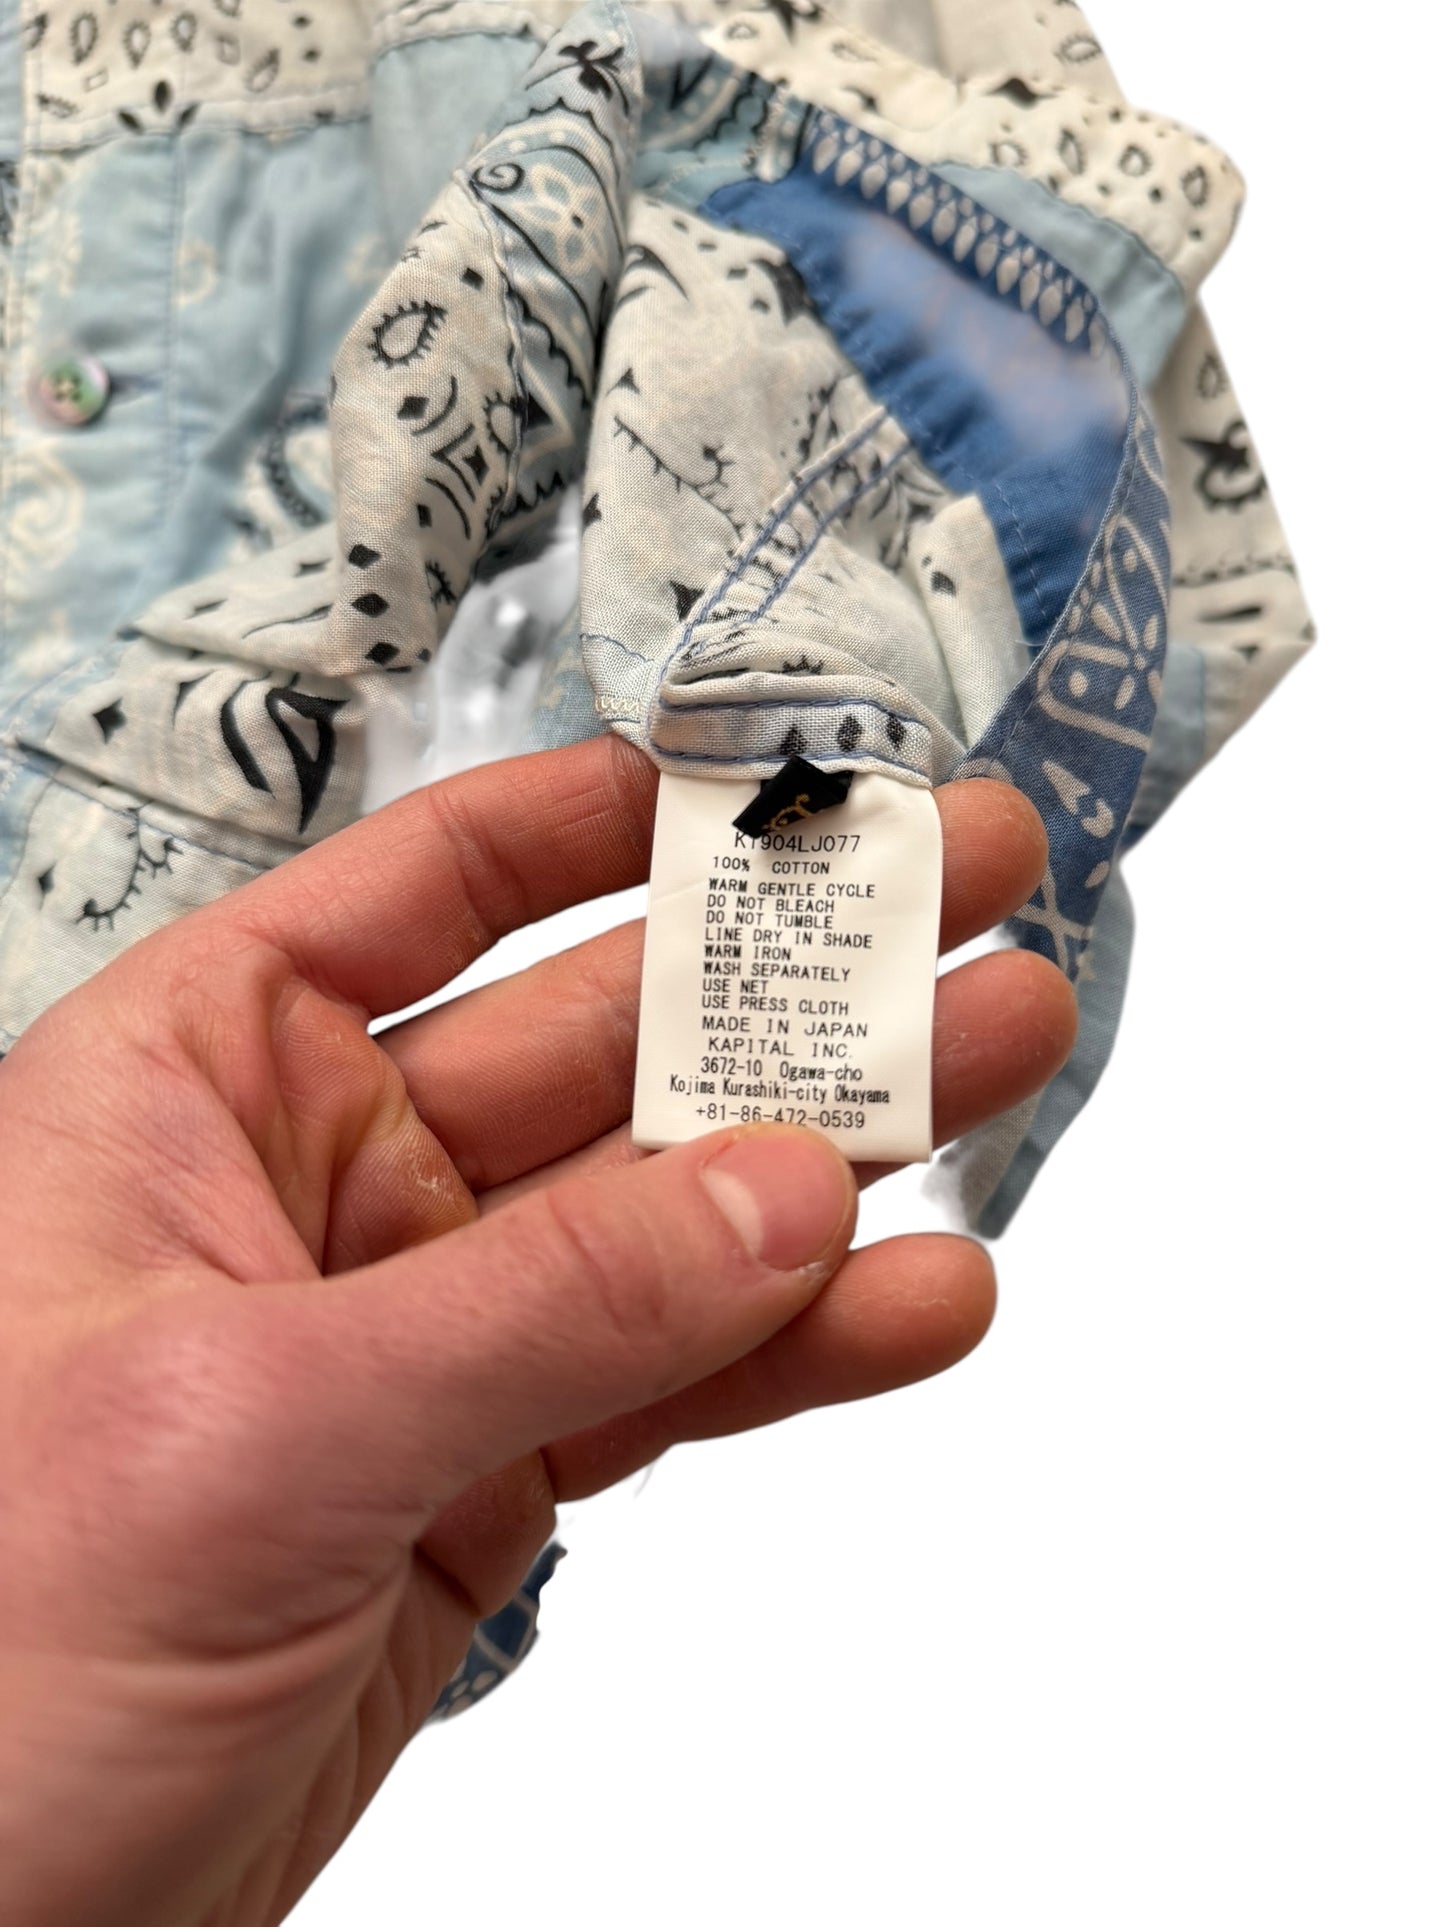 K1904LJ077
100% COTTON
WARM GENTLE CYCLE
DO NOT BLEACH
DO NOT TUMBLE
LINE DRY IN SHADE
WARM IRON
WASH SEPARATELY
USE NET
USE PRESS CLOTH
MADE IN JAPAN
KAPITAL INC.
3672-10 Ogawa-cho
Kojima Kurashiki-city Okayama
+81-86-472-0539